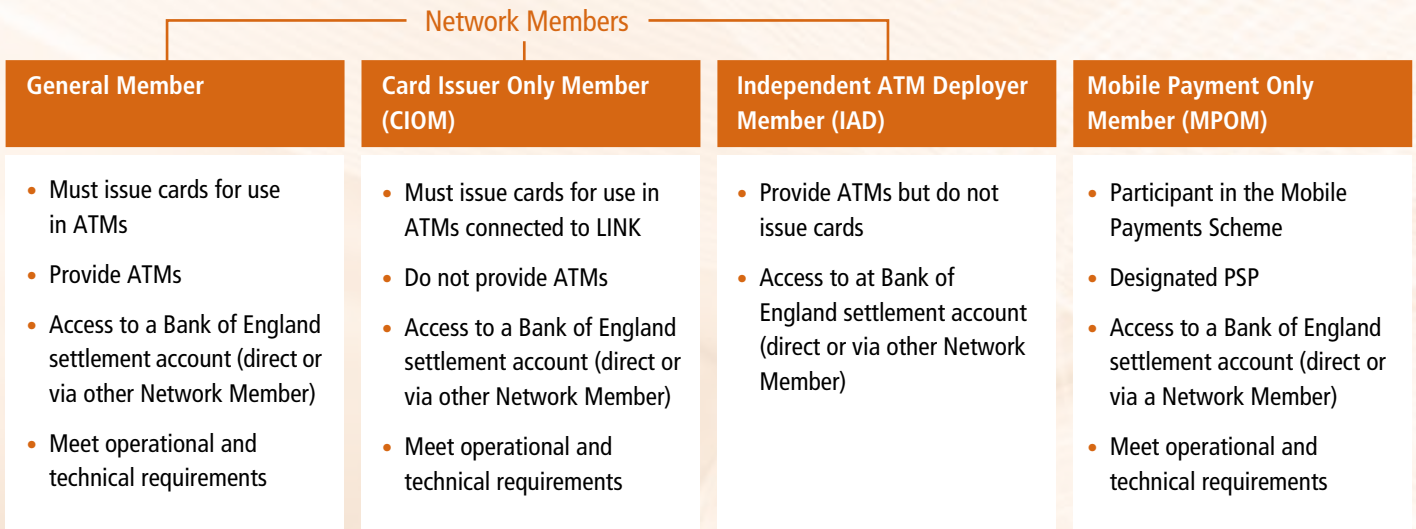 Network Members
General Member
• Must issue cards for use
in ATMs
• Provide ATMs
• Access to a Bank of England
settlement account (direct or
via other Network Member)
• Meet operational and
technical requirements
Card Issuer Only Member
(CIOM)
• Must issue cards for use in
ATMs connected to LINK
• Do not provide ATMs
• Access to a Bank of England
settlement account (direct or
via other Network Member)
• Meet operational and
technical requirements
Independent ATM Deployer
Member (IAD)
• Provide ATMs but do not
issue cards
• Access to at Bank of
England settlement account
(direct or via other Network
Member)
Mobile Payment Only
Member (MPOM)
• Participant in the Mobile
Payments Scheme
• Designated PSP
• Access to a Bank of England
settlement account (direct or
via a Network Member)
• Meet operational and
technical requirements